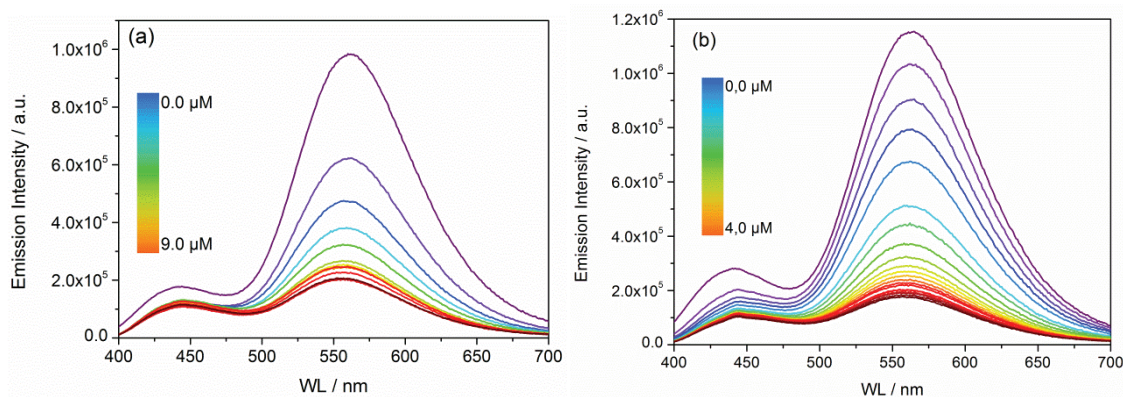 (a)
1.0x10⁶
8.0x10⁵
6.0x10⁵
4.0x10⁵
2.0x10⁵
0.0
0.0 µM
9.0 µM
400 450 500 550 600 650 700
WL / nm
Emission Intensity / a.u.
(b)
1.2x10⁶
1.0x10⁶
8.0x10⁵
6.0x10⁵
4.0x10⁵
2.0x10⁵
0.0
0.0 µM
4.0 µM
400 450 500 550 600 650 700
WL / nm
Emission Intensity / a.u.